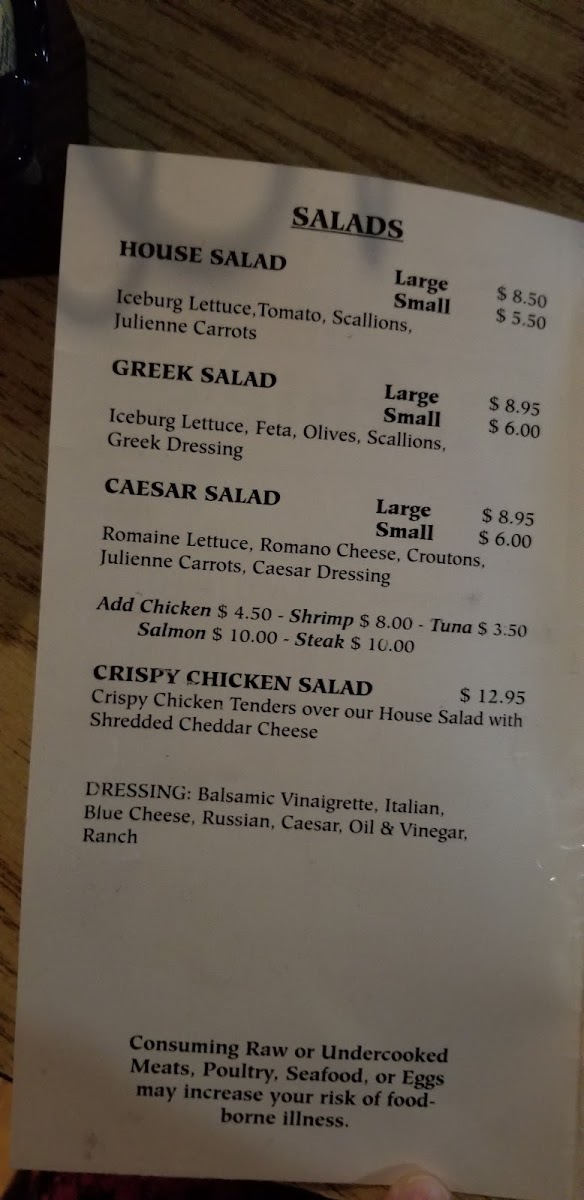 SALADS
HOUSE SALAD
Large $ 8.50
Small $ 5.50
Iceburg Lettuce,Tomato, Scallions,
Julienne Carrots
GREEK SALAD
Large $ 8.95
Small $ 6.00
Iceburg Lettuce, Feta, Olives, Scallions,
Greek Dressing
CAESAR SALAD
Large $ 8.95
Small $ 6.00
Romaine Lettuce, Romano Cheese, Croutons,
Julienne Carrots, Caesar Dressing
Add Chicken $ 4.50 - Shrimp $ 8.00 - Tuna $ 3.50
Salmon $ 10.00 - Steak $ 10.00
CRISPY CHICKEN SALAD $ 12.95
Crispy Chicken Tenders over our House Salad with
Shredded Cheddar Cheese
DRESSING: Balsamic Vinaigrette, Italian,
Blue Cheese, Russian, Caesar, Oil & Vinegar,
Ranch
Consuming Raw or Undercooked
Meats, Poultry, Seafood, or Eggs
may increase your risk of food-
borne illness.